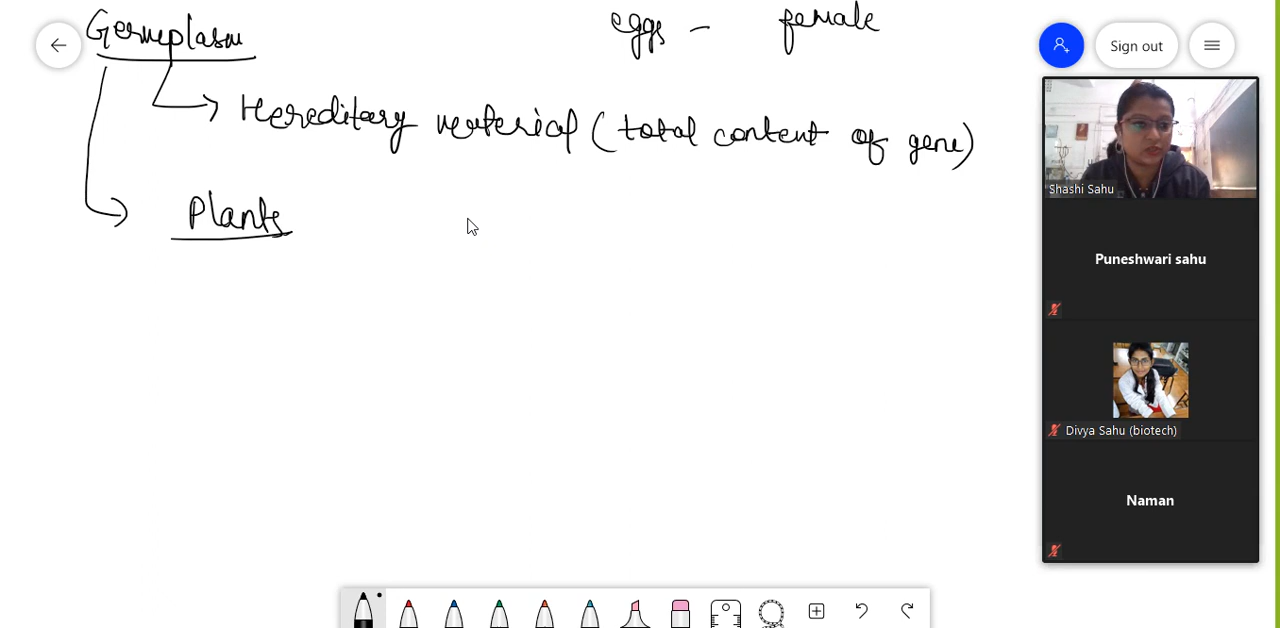 Germplasm
eggs - female
Hereditary material (total content of gene)
Plants
Sign out
Shashi Sahu
Puneshwari sahu
Divya Sahu (biotech)
Naman